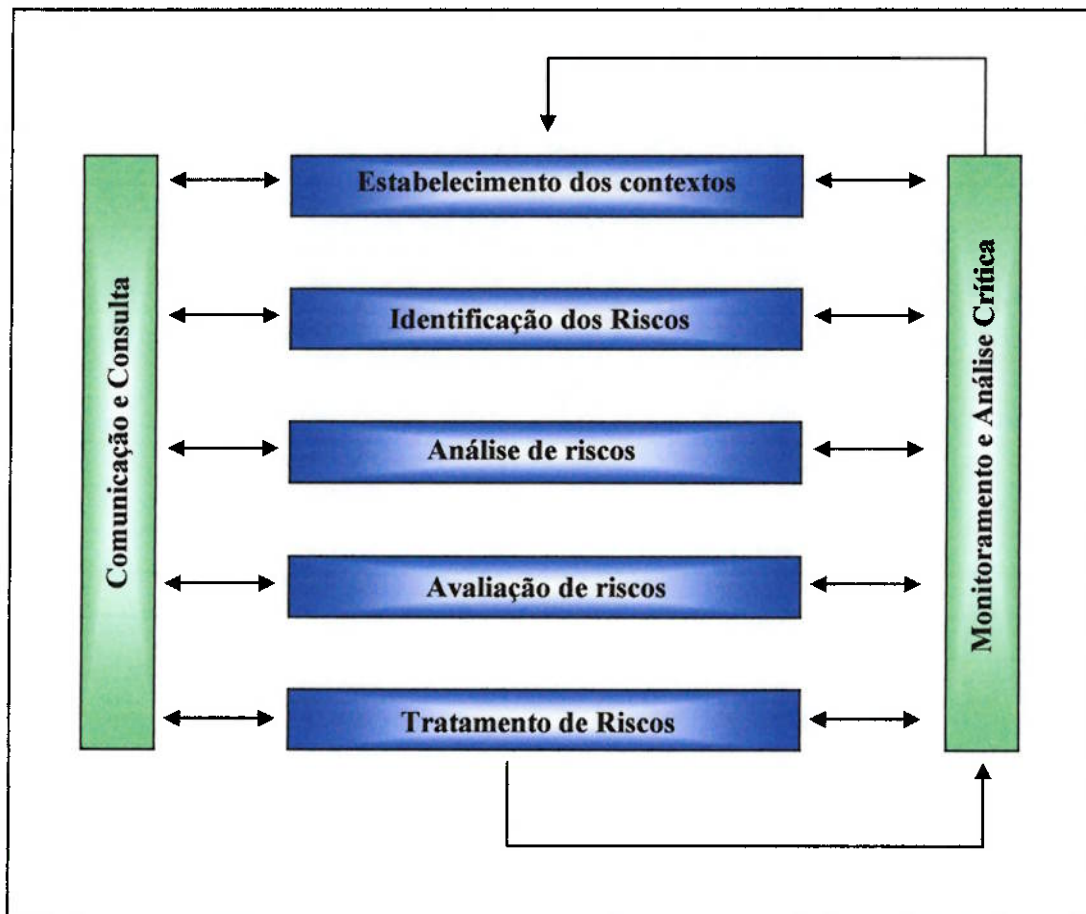 Estabelecimento dos contextos
Identificação dos Riscos
Análise de riscos
Avaliação de riscos
Tratamento de Riscos
Comunicação e Consulta
Monitoramento e Análise Crítica